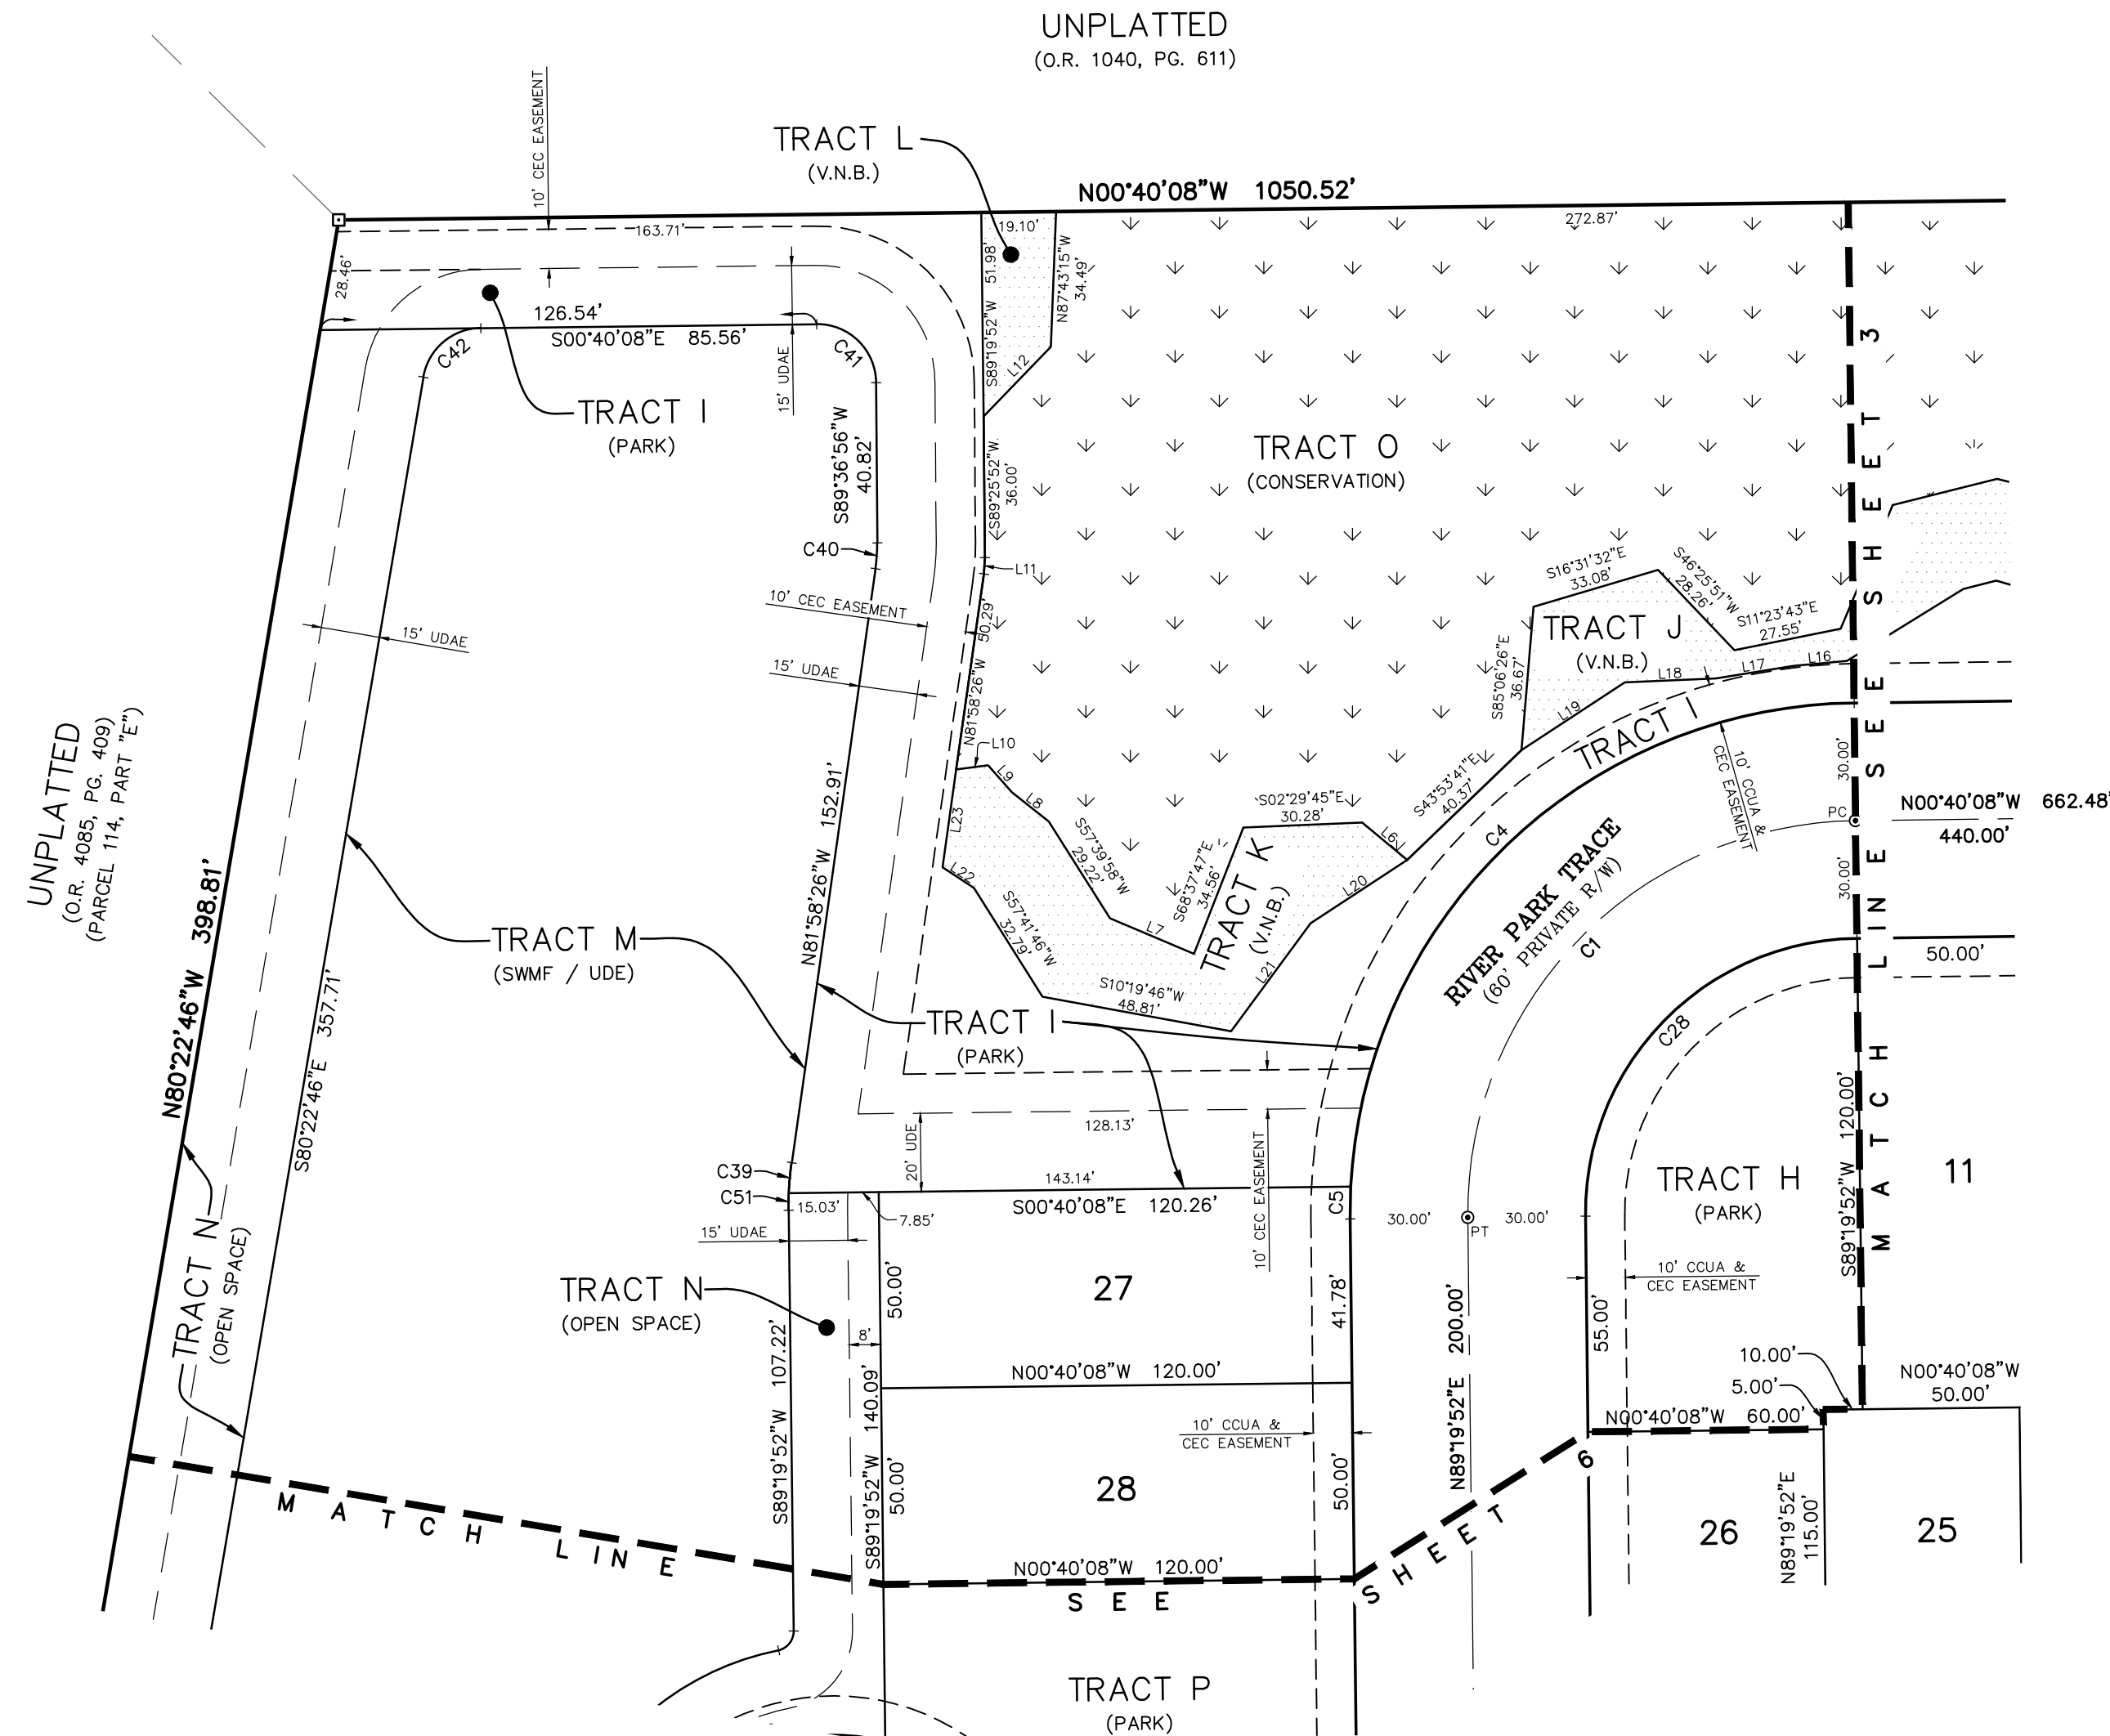 UNPLATTED
(O.R. 1040, PG. 611)
10' CEC EASEMENT
TRACT L
(V.N.B.)
N00°40'08"W 1050.52'
163.71'
19.10'
272.87'
28.46'
51.98'
S89°19'52"W
N87°43'15"W
34.49'
L12
126.54'
S00°40'08"E 85.56'
C42
C41
15' UDAE
TRACT I
(PARK)
S89°36'56"W
40.82'
S89°25'52"W
36.00'
TRACT O
(CONSERVATION)
C40
L11
10' CEC EASEMENT
50.29'
N81°58'26"W
15' UDAE
15' UDAE
S16°31'32"E
33.08'
S46°25'51"W
28.26'
S11°23'43"E
27.55'
TRACT J
(V.N.B.)
S85°06'26"E
36.67'
L16
L17
L18
L19
TRACT I
S43°53'41"E
40.37'
10' CCUA &
CEC EASEMENT
30.00'
PC
30.00'
N00°40'08"W 662.48'
440.00'
MATCH LINE SEE SHEET 3
UNPLATTED
(O.R. 4085, PG. 409)
(PARCEL 114, PART "E")
N80°22'46"W 398.81'
S80°22'46"E 357.71'
TRACT M
(SWMF / UDE)
N81°58'26"W 152.91'
L10
L9
L8
L23
L22
S57°39'58"W
29.22'
S57°41'46"W
32.79'
L7
S68°37'47"E
34.56'
S02°29'45"E
30.28'
L6
TRACT K
(V.N.B.)
L20
L21
S10°19'46"W
48.81'
C4
RIVER PARK TRACE
(60' PRIVATE R/W)
C1
C28
50.00'
TRACT I
(PARK)
128.13'
20' UDE
10' CEC EASEMENT
C39
C51
143.14'
S00°40'08"E 120.26'
15.03'
7.85'
15' UDAE
C5
30.00'
30.00'
PT
TRACT H
(PARK)
S89°19'52"W 120.00'
11
TRACT N
(OPEN SPACE)
TRACT N
(OPEN SPACE)
8'
27
50.00'
41.78'
10' CCUA &
CEC EASEMENT
55.00'
N89°19'52"E 200.00'
S89°19'52"W 107.22'
S89°19'52"W 140.09'
N00°40'08"W 120.00'
10' CCUA &
CEC EASEMENT
28
50.00'
50.00'
10.00'
5.00'
N00°40'08"W
50.00'
N00°40'08"W 60.00'
N89°19'52"E
115.00'
26
25
N00°40'08"W 120.00'
MATCH LINE SEE SHEET 6
TRACT P
(PARK)